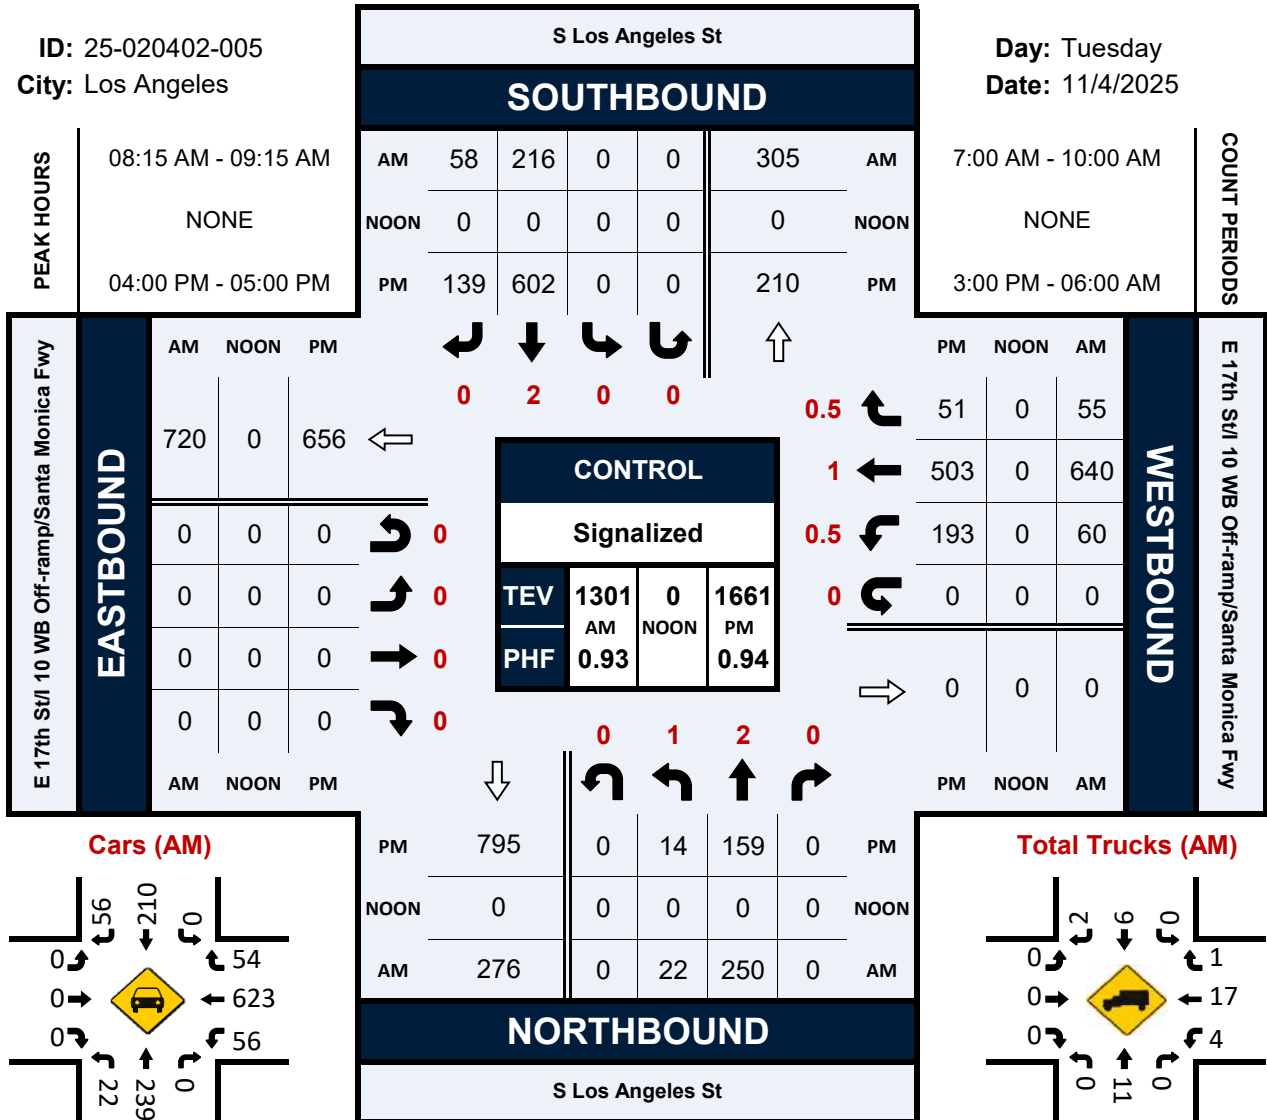 S Los Angeles St
ID: 25-020402-005
City: Los Angeles
Day: Tuesday
Date: 11/4/2025
SOUTHBOUND
PEAK HOURS
08:15 AM - 09:15 AM
NONE
04:00 PM - 05:00 PM
AM 58 216 0 0 305 AM
NOON 0 0 0 0 0 NOON
PM 139 602 0 0 210 PM
7:00 AM - 10:00 AM
NONE
3:00 PM - 06:00 AM
COUNT PERIODS
0 2 0 0
E 17th St/I 10 WB Off-ramp/Santa Monica Fwy
EASTBOUND
AM NOON PM
720 0 656
0 0 0 0
0 0 0 0
0 0 0 0
0 0 0 0
AM NOON PM
CONTROL
Signalized
TEV 1301 0 1661
AM NOON PM
PHF 0.93 0.94
PM NOON AM
0.5 51 0 55
1 503 0 640
0.5 193 0 60
0 0 0 0
0 0 0
PM NOON AM
WESTBOUND
E 17th St/I 10 WB Off-ramp/Santa Monica Fwy
0 1 2 0
PM 795 0 14 159 0 PM
NOON 0 0 0 0 0 NOON
AM 276 0 22 250 0 AM
NORTHBOUND
S Los Angeles St
Cars (AM)
56 210 0
0 54
0 623
0 56
22 239 0
Total Trucks (AM)
2 6 0
0 1
0 17
0 4
0 11 0